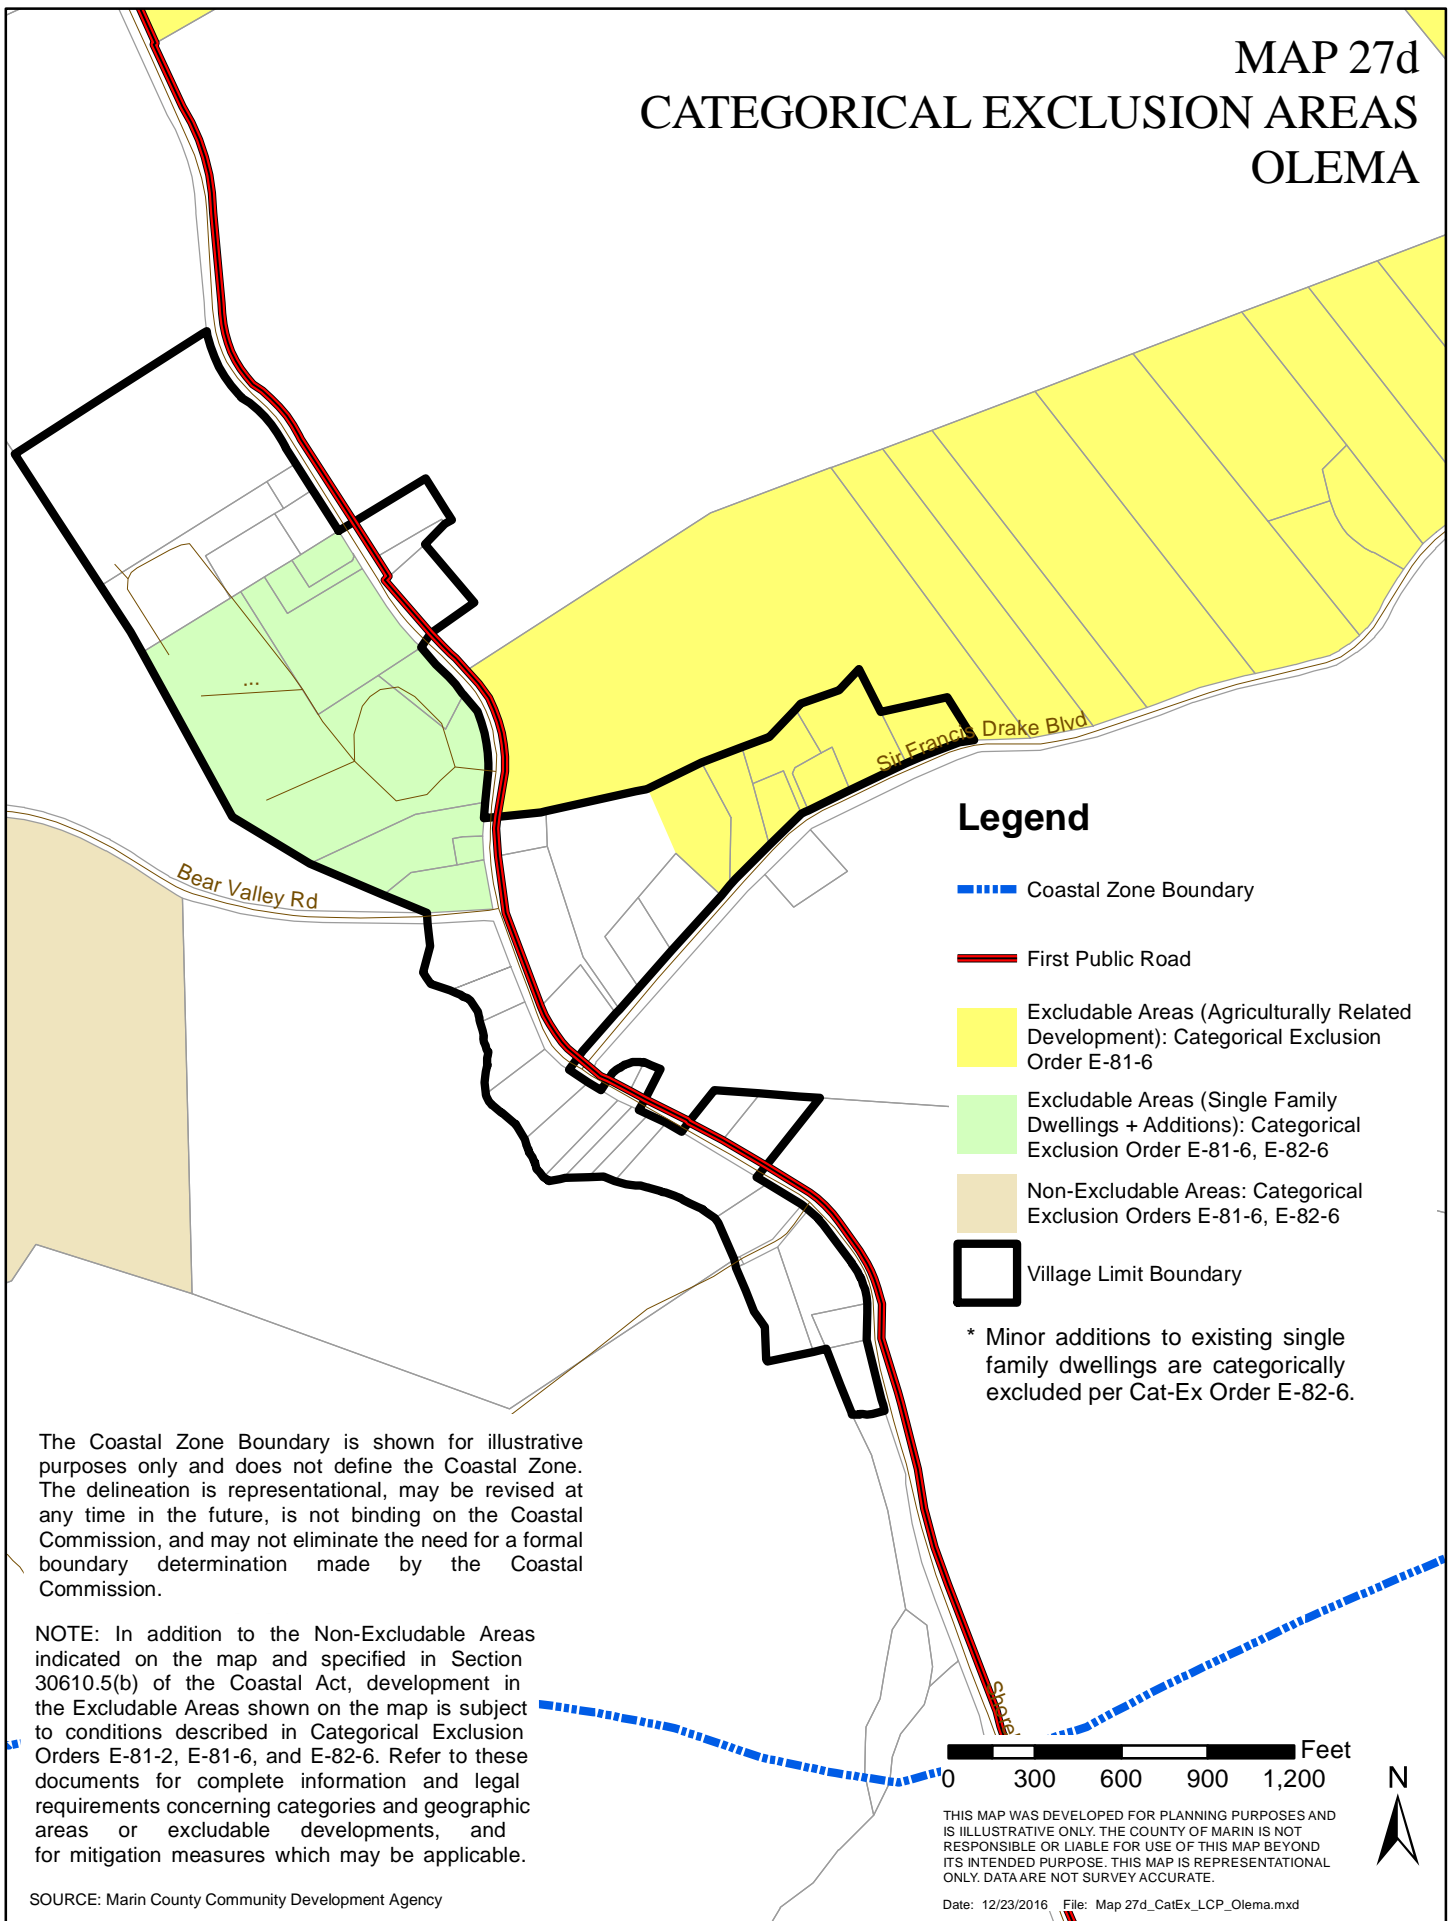 MAP 27d
CATEGORICAL EXCLUSION AREAS
OLEMA
Sir Francis Drake Blvd
Bear Valley Rd
Legend
Coastal Zone Boundary
First Public Road
Excludable Areas (Agriculturally Related
Development): Categorical Exclusion
Order E-81-6
Excludable Areas (Single Family
Dwellings + Additions): Categorical
Exclusion Order E-81-6, E-82-6
Non-Excludable Areas: Categorical
Exclusion Orders E-81-6, E-82-6
Village Limit Boundary
* Minor additions to existing single
family dwellings are categorically
excluded per Cat-Ex Order E-82-6.
The Coastal Zone Boundary is shown for illustrative
purposes only and does not define the Coastal Zone.
The delineation is representational, may be revised at
any time in the future, is not binding on the Coastal
Commission, and may not eliminate the need for a formal
boundary determination made by the Coastal
Commission.
NOTE: In addition to the Non-Excludable Areas
indicated on the map and specified in Section
30610.5(b) of the Coastal Act, development in
the Excludable Areas shown on the map is subject
to conditions described in Categorical Exclusion
Orders E-81-2, E-81-6, and E-82-6. Refer to these
documents for complete information and legal
requirements concerning categories and geographic
areas or excludable developments, and
for mitigation measures which may be applicable.
SOURCE: Marin County Community Development Agency
Shore
Feet
0 300 600 900 1,200
N
THIS MAP WAS DEVELOPED FOR PLANNING PURPOSES AND
IS IILLUSTRATIVE ONLY. THE COUNTY OF MARIN IS NOT
RESPONSIBLE OR LIABLE FOR USE OF THIS MAP BEYOND
ITS INTENDED PURPOSE. THIS MAP IS REPRESENTATIONAL
ONLY. DATA ARE NOT SURVEY ACCURATE.
Date: 12/23/2016 File: Map 27d_CatEx_LCP_Olema.mxd